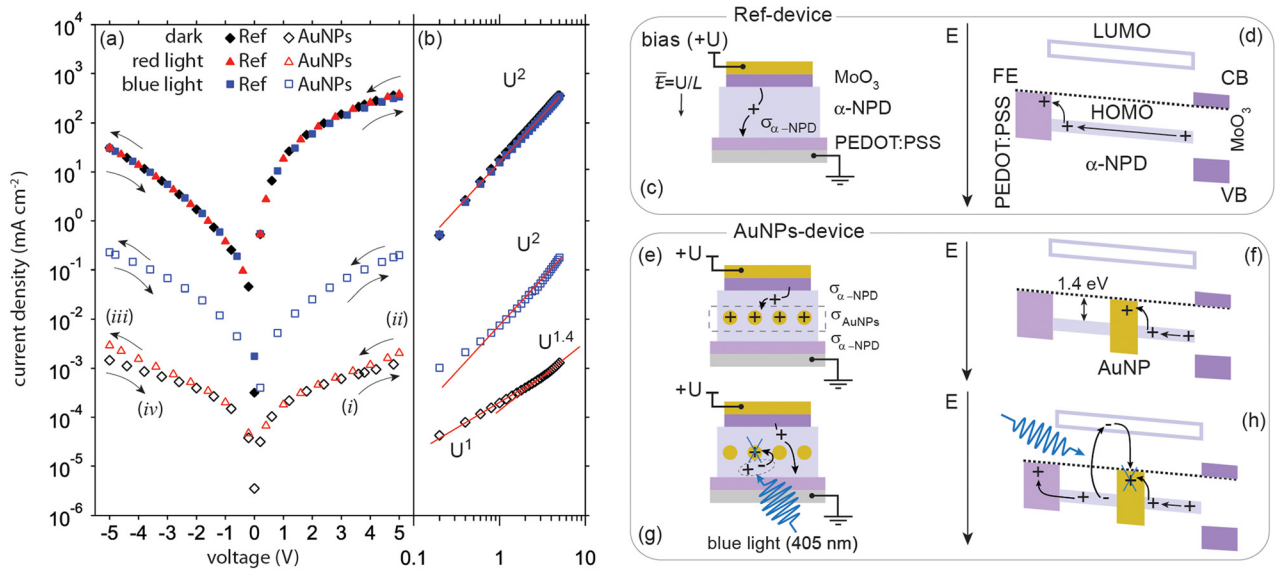 (a)
dark ◆ Ref ◇ AuNPs
red light ▲ Ref △ AuNPs
blue light ■ Ref □ AuNPs
(b)
10⁴
10³
10²
10¹
10⁰
10⁻¹
10⁻²
10⁻³
10⁻⁴
10⁻⁵
10⁻⁶
current density (mA cm⁻²)
(iii)
(ii)
(iv)
(i)
-5 -4 -3 -2 -1 0 1 2 3 4 5
voltage (V)
U²
U²
U¹·⁴
U¹
0.1 1 10
Ref-device
bias (+U)
E̅=U/L
MoO₃
α-NPD
σα−NPD
PEDOT:PSS
(c)
E
(d)
LUMO
FE
CB
HOMO
PEDOT:PSS
α-NPD
MoO₃
VB
AuNPs-device
(e)
+U
σα−NPD
σAuNPs
σα−NPD
E
(f)
1.4 eV
AuNP
+U
(g)
blue light (405 nm)
E
(h)